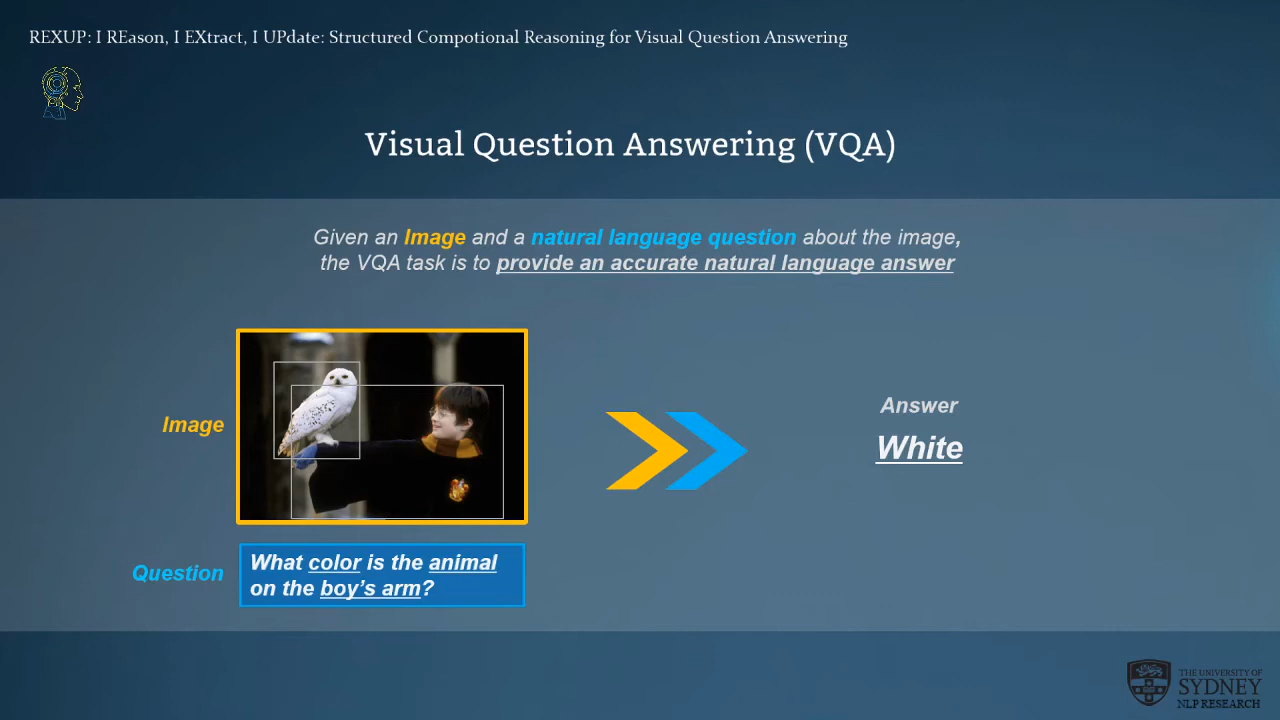 REXUP: I REason, I EXtract, I UPdate: Structured Compotional Reasoning for Visual Question Answering
Visual Question Answering (VQA)
Given an Image and a natural language question about the image,
the VQA task is to provide an accurate natural language answer
Image
Answer
White
Question
What color is the animal
on the boy's arm?
THE UNIVERSITY OF
SYDNEY
NLP RESEARCH